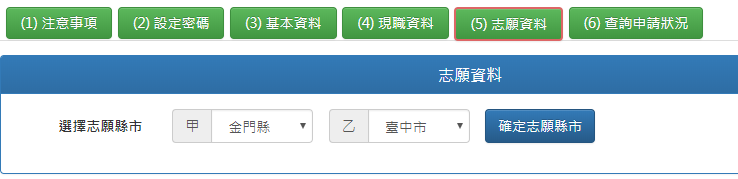 (1) 注意事項 (2) 設定密碼 (3) 基本資料 (4) 現職資料 (5) 志願資料 (6) 查詢申請狀況
志願資料
選擇志願縣市 甲 金門縣 乙 臺中市 確定志願縣市